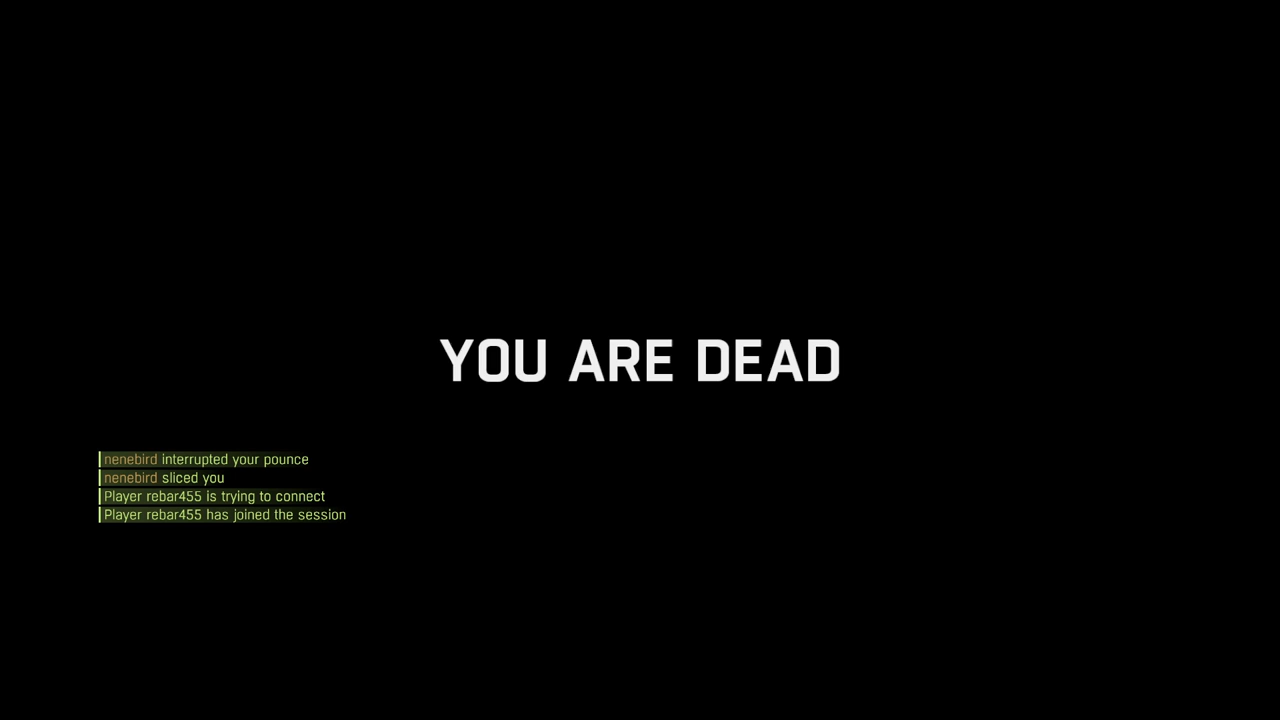 YOU ARE DEAD
nenebird interrupted your pounce
nenebird sliced you
Player rebar455 is trying to connect
Player rebar455 has joined the session